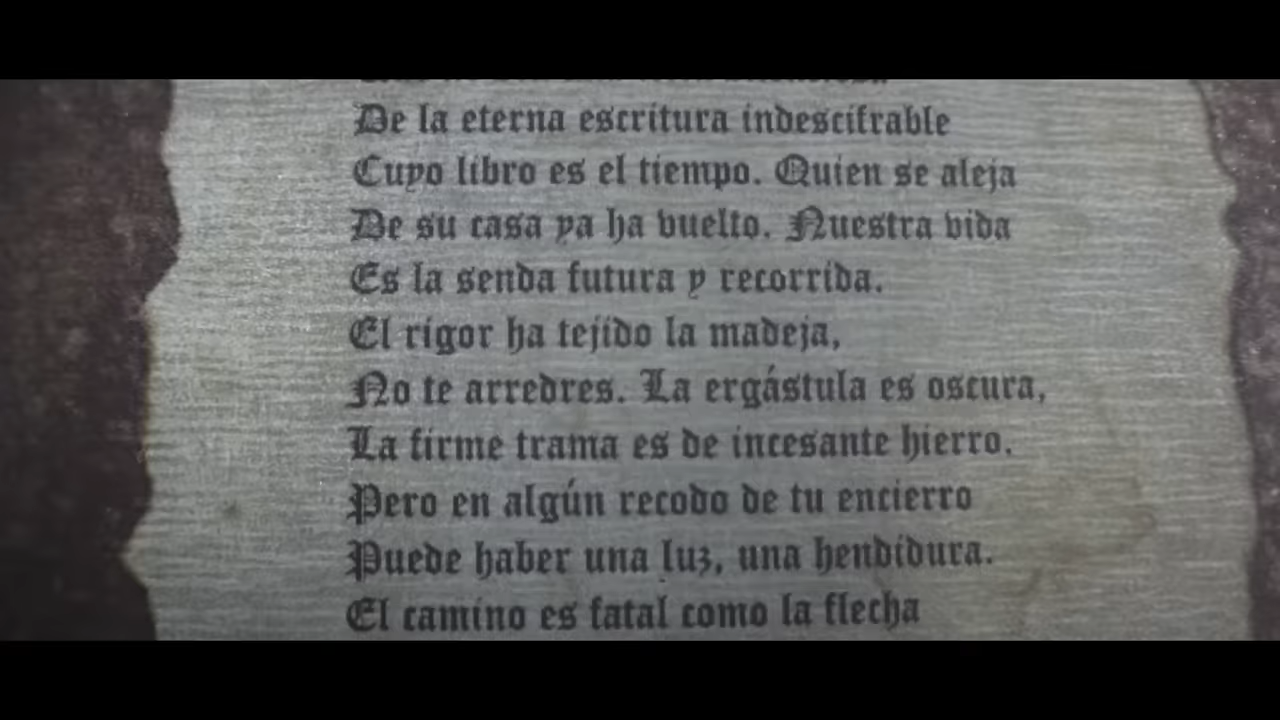 De la eterna escritura indescifrable
Cuyo libro es el tiempo. Quien se aleja
De su casa ya ha vuelto. Nuestra vida
Es la senda futura y recorrida.
El rigor ha tejido la madeja,
No te arredres. La ergástula es oscura,
La firme trama es de incesante hierro.
Pero en algún recodo de tu encierro
Puede haber una luz, una hendidura.
El camino es fatal como la flecha